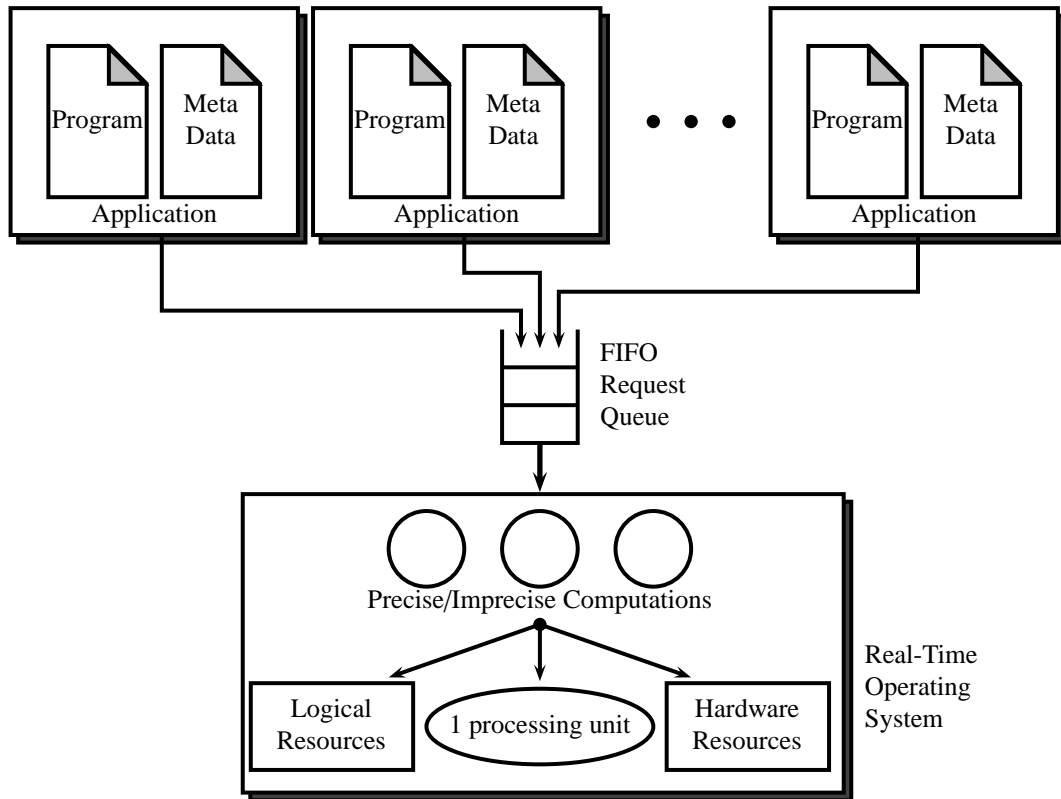 Program
Meta
Data
Application
Program
Meta
Data
Application
Program
Meta
Data
Application
FIFO
Request
Queue
Precise/Imprecise Computations
Logical
Resources
1 processing unit
Hardware
Resources
Real-Time
Operating
System